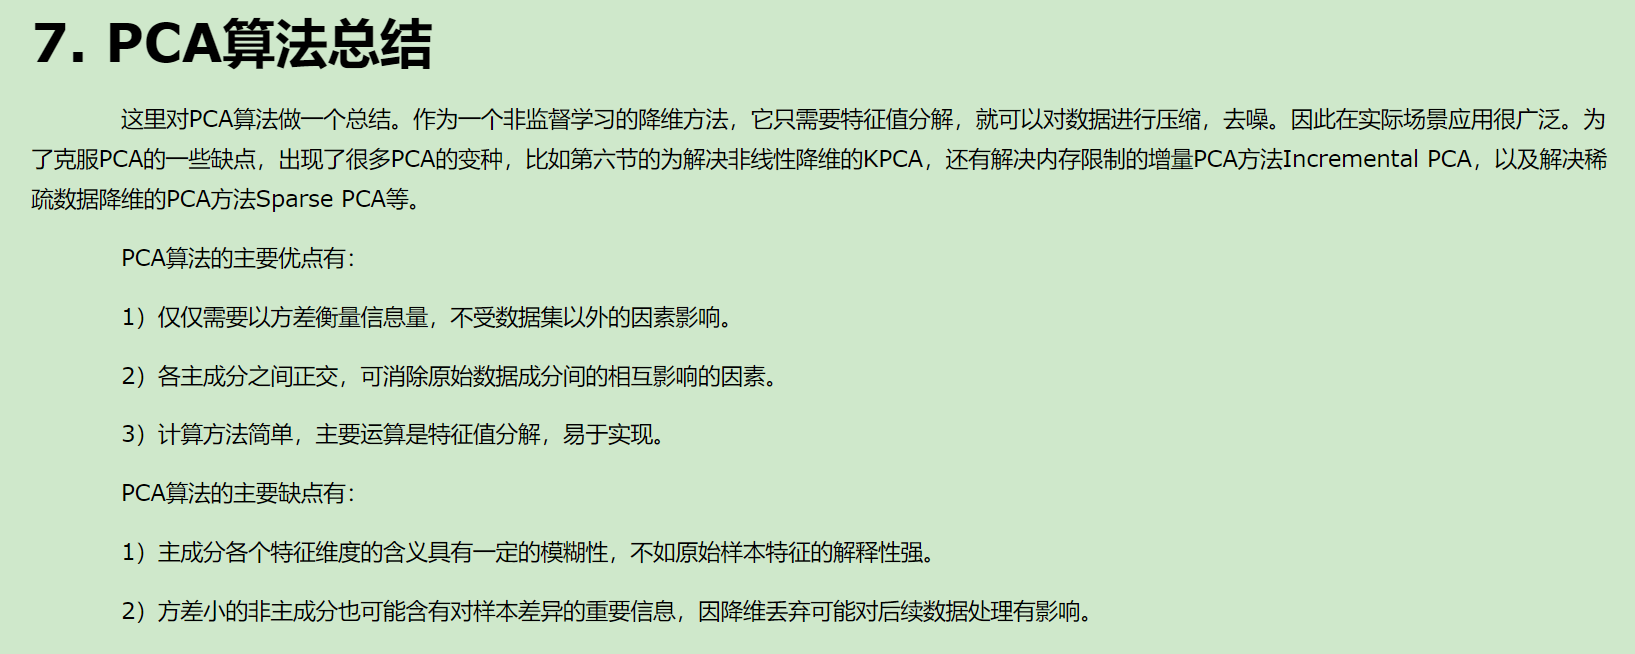 7. PCA算法总结
这里对PCA算法做一个总结。作为一个非监督学习的降维方法，它只需要特征值分解，就可以对数据进行压缩，去噪。因此在实际场景应用很广泛。为
了克服PCA的一些缺点，出现了很多PCA的变种，比如第六节的为解决非线性降维的KPCA，还有解决内存限制的增量PCA方法Incremental PCA，以及解决稀
疏数据降维的PCA方法Sparse PCA等。
PCA算法的主要优点有：
1）仅仅需要以方差衡量信息量，不受数据集以外的因素影响。
2）各主成分之间正交，可消除原始数据成分间的相互影响的因素。
3）计算方法简单，主要运算是特征值分解，易于实现。
PCA算法的主要缺点有：
1）主成分各个特征维度的含义具有一定的模糊性，不如原始样本特征的解释性强。
2）方差小的非主成分也可能含有对样本差异的重要信息，因降维丢弃可能对后续数据处理有影响。